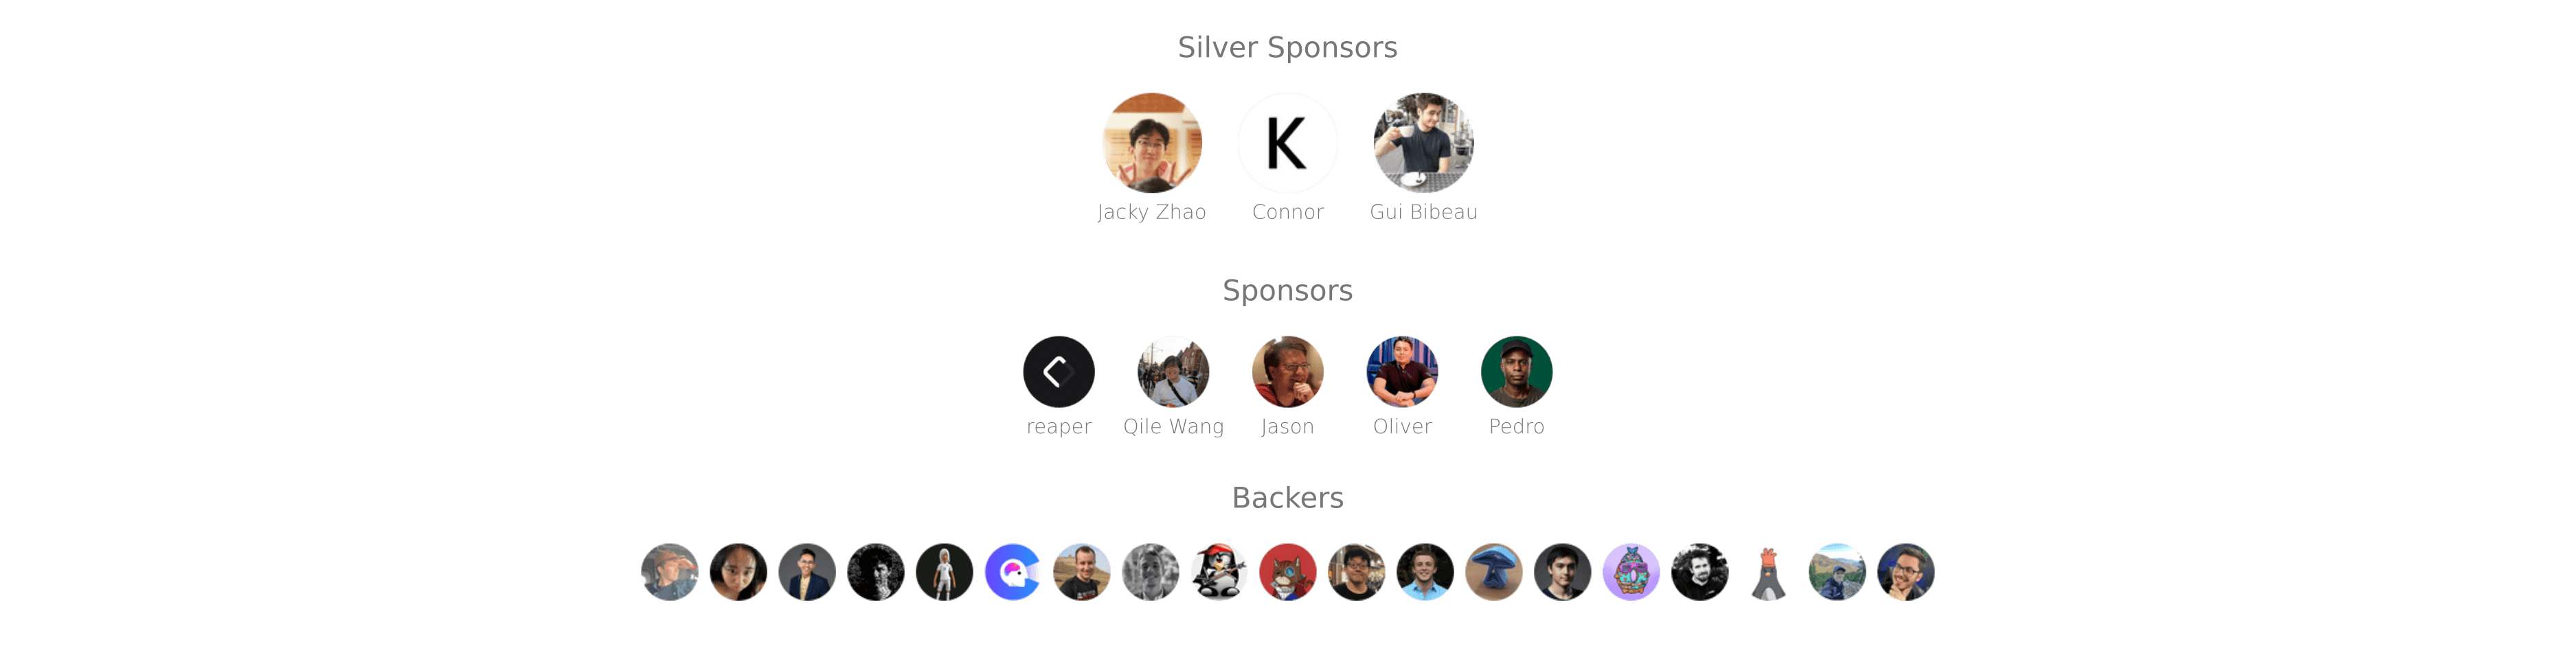 Silver Sponsors
K
Jacky Zhao Connor Gui Bibeau
Sponsors
reaper Qile Wang Jason Oliver Pedro
Backers